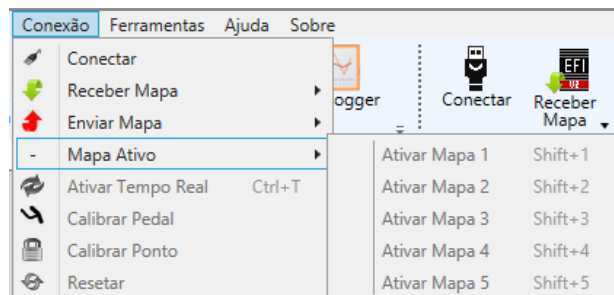 Conexão Ferramentas Ajuda Sobre
Conectar
Receber Mapa
Enviar Mapa
- Mapa Ativo
Ativar Tempo Real Ctrl+T
Calibrar Pedal
Calibrar Ponto
Resetar
ogger
Conectar
EFI
V2
Receber
Mapa
Ativar Mapa 1 Shift+1
Ativar Mapa 2 Shift+2
Ativar Mapa 3 Shift+3
Ativar Mapa 4 Shift+4
Ativar Mapa 5 Shift+5